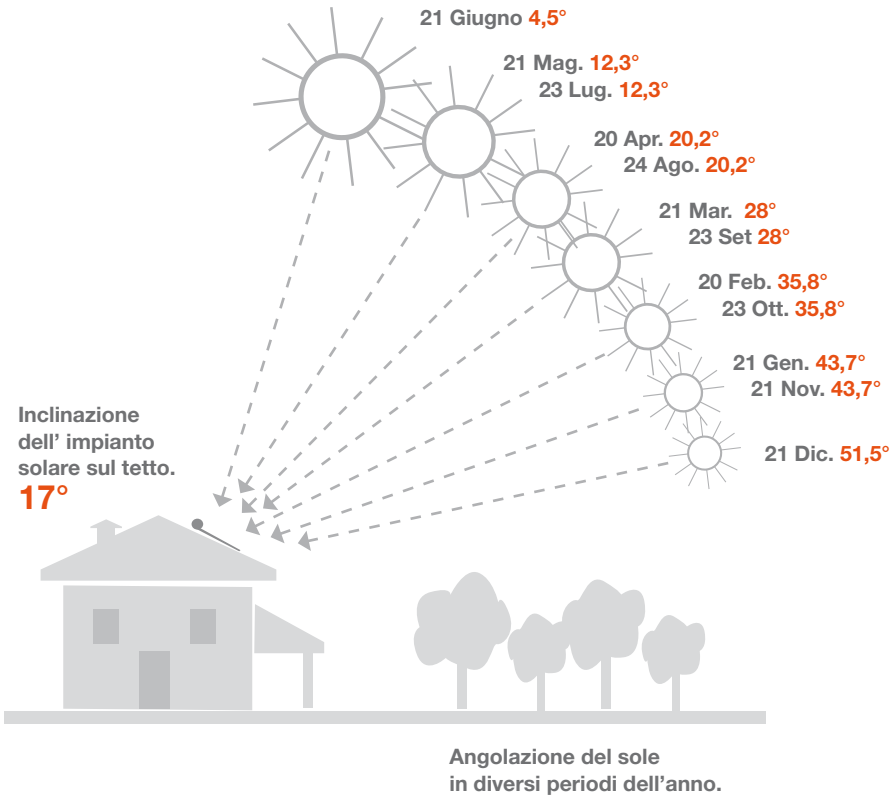 21 Giugno 4,5°
21 Mag. 12,3°
23 Lug. 12,3°
20 Apr. 20,2°
24 Ago. 20,2°
21 Mar. 28°
23 Set 28°
20 Feb. 35,8°
23 Ott. 35,8°
21 Gen. 43,7°
21 Nov. 43,7°
21 Dic. 51,5°
Inclinazione
dell' impianto
solare sul tetto.
17°
Angolazione del sole
in diversi periodi dell'anno.